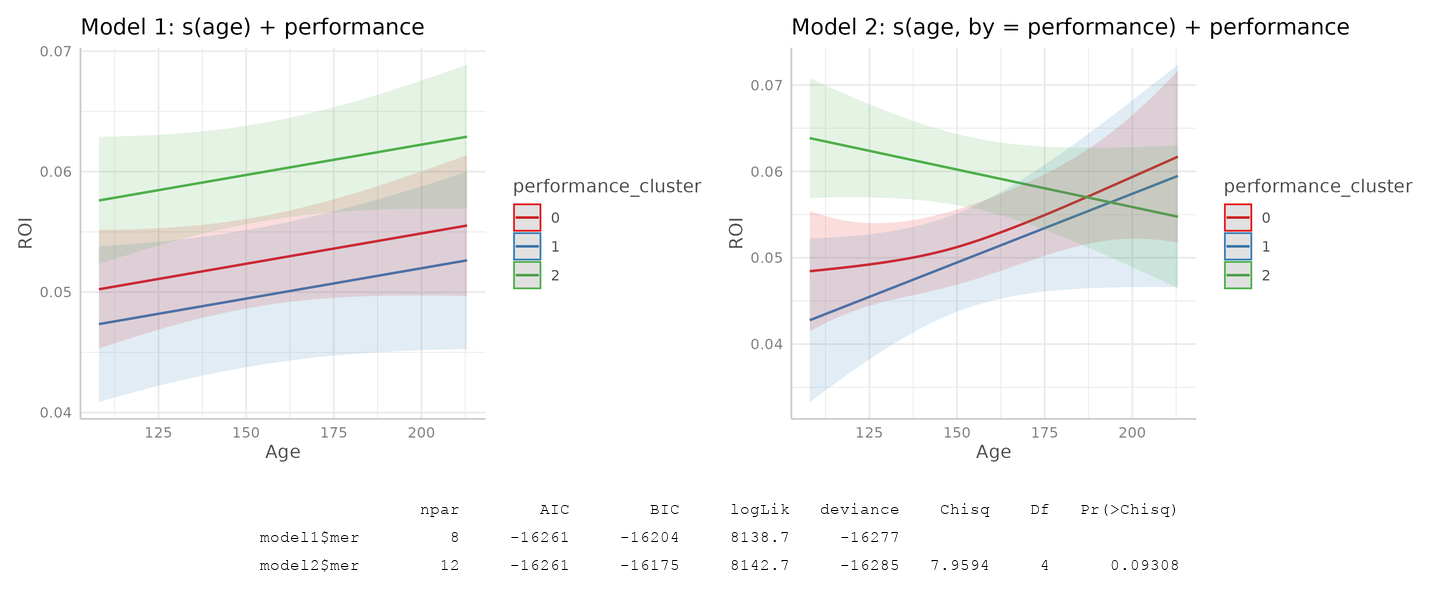 Model 1: s(age) + performance
0.07
0.06
0.05
0.04
ROI
125 150 175 200
Age
performance_cluster
0
1
2
Model 2: s(age, by = performance) + performance
0.07
0.06
0.05
0.04
ROI
125 150 175 200
Age
performance_cluster
0
1
2
npar AIC BIC logLik deviance Chisq Df Pr(>Chisq)
model1$mer 8 -16261 -16204 8138.7 -16277
model2$mer 12 -16261 -16175 8142.7 -16285 7.9594 4 0.09308